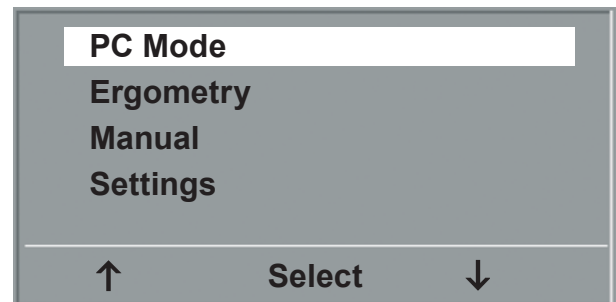 PC Mode
Ergometry
Manual
Settings
↑ Select ↓